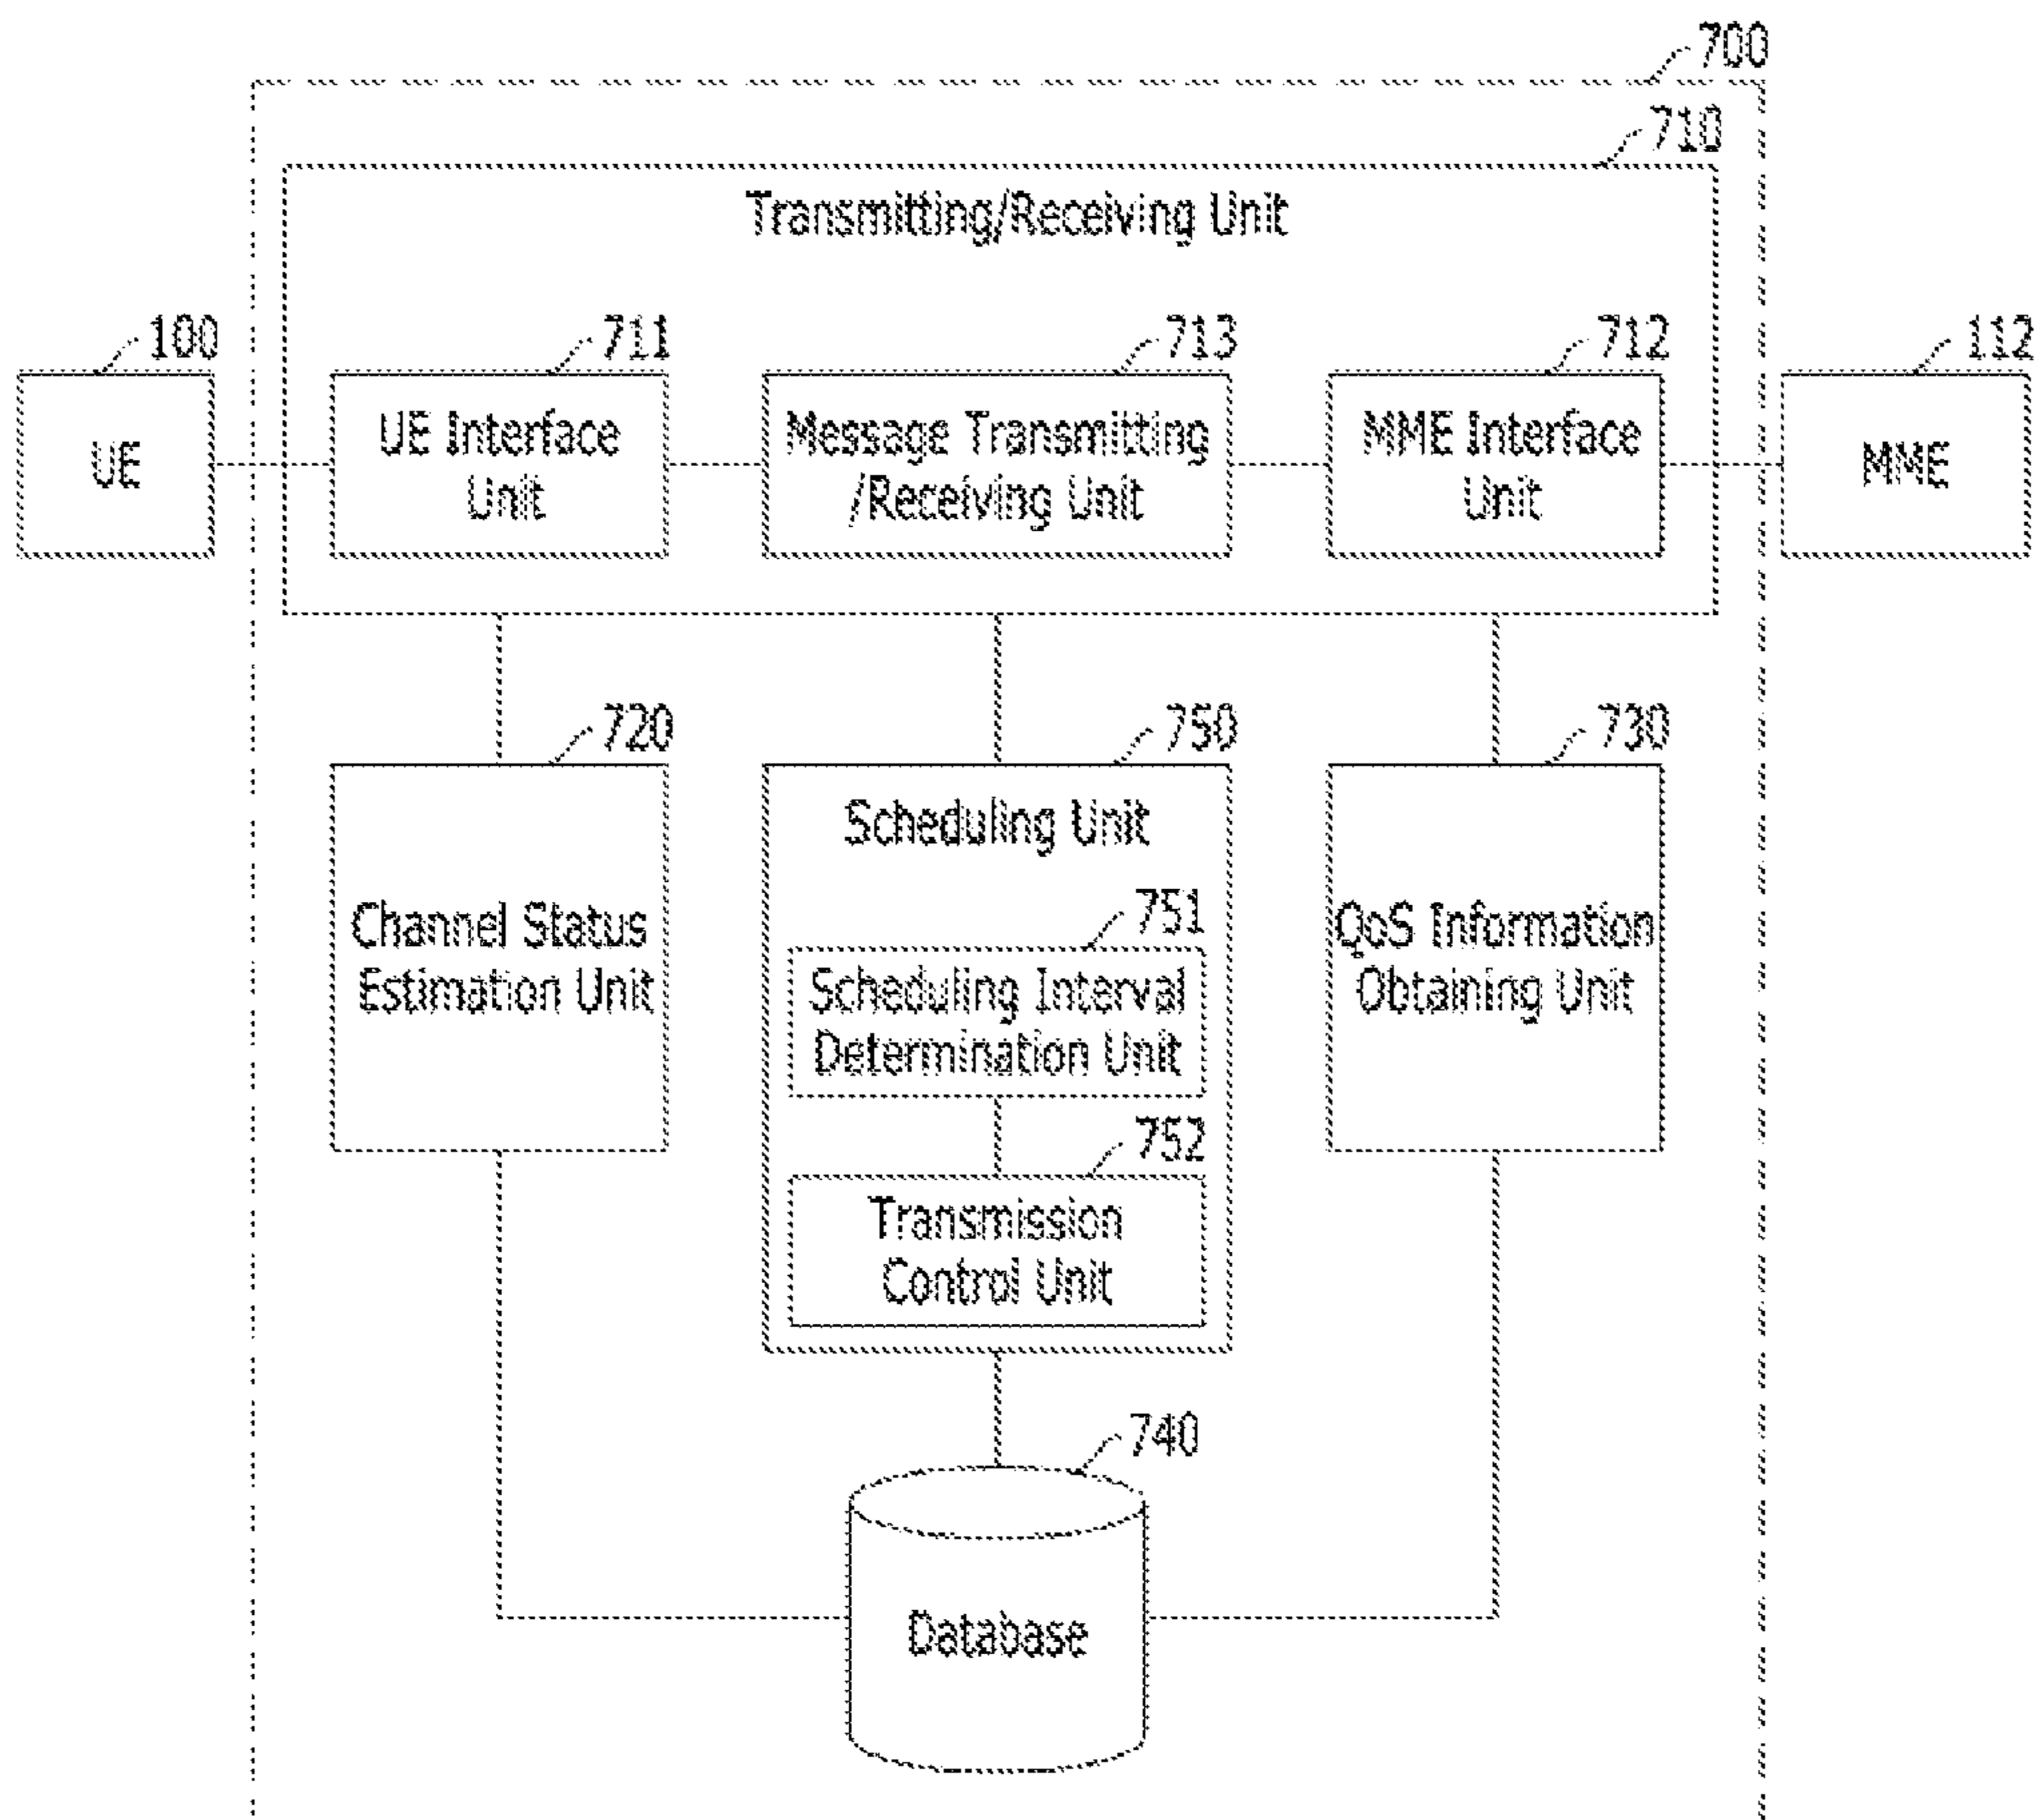 700
710
Transmitting/Receiving Unit
100
711
713
712
112
UE
UE Interface
Unit
Message Transmitting
/Receiving Unit
MME Interface
Unit
MME
720
750
730
Channel Status
Estimation Unit
Scheduling Unit
751
Scheduling Interval
Determination Unit
752
Transmission
Control Unit
QoS Information
Obtaining Unit
740
Database